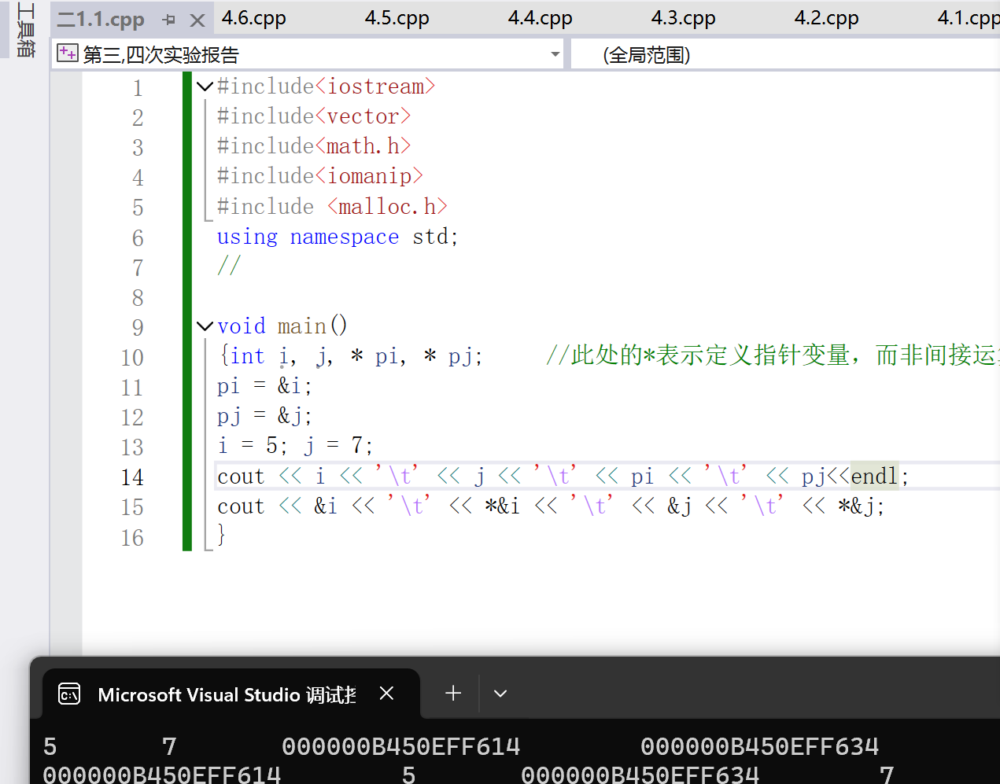 工具箱
二1.1.cpp 4.6.cpp 4.5.cpp 4.4.cpp 4.3.cpp 4.2.cpp 4.1.cpp
第三,四次实验报告 (全局范围)
1 #include<iostream>
2 #include<vector>
3 #include<math.h>
4 #include<iomanip>
5 #include <malloc.h>
6 using namespace std;
7 //
8
9 void main()
10 {int i, j, * pi, * pj; //此处的*表示定义指针变量，而非间接运
11 pi = &i;
12 pj = &j;
13 i = 5; j = 7;
14 cout << i << '\t' << j << '\t' << pi << '\t' << pj<<endl;
15 cout << &i << '\t' << *&i << '\t' << &j << '\t' << *&j;
16 }
Microsoft Visual Studio 调试
5 7 000000B450EFF614 000000B450EFF634
000000B450EFF614 5 000000B450EFF634 7